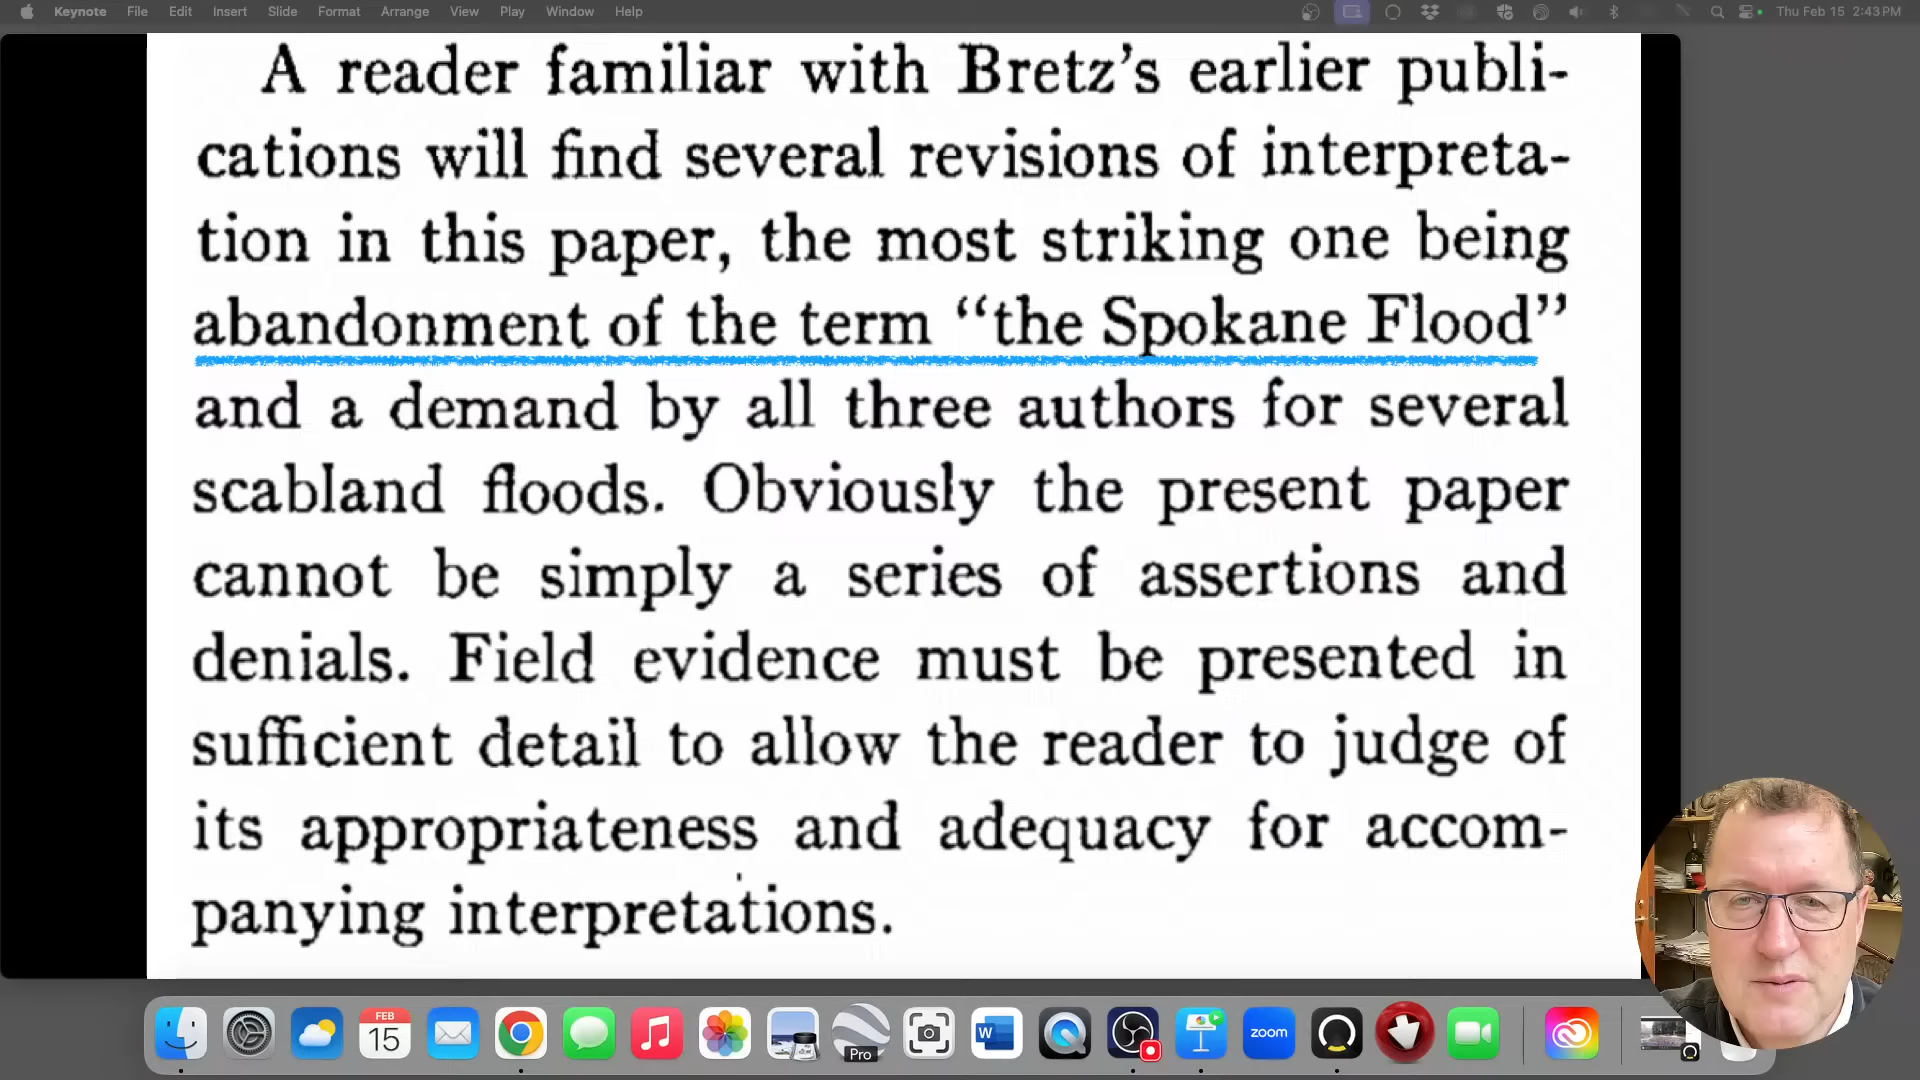 Keynote File Edit Insert Slide Format Arrange View Play Window Help Thu Feb 15 2:43 PM
A reader familiar with Bretz’s earlier publi-
cations will find several revisions of interpreta-
tion in this paper, the most striking one being
abandonment of the term “the Spokane Flood”
and a demand by all three authors for several
scabland floods. Obviously the present paper
cannot be simply a series of assertions and
denials. Field evidence must be presented in
sufficient detail to allow the reader to judge of
its appropriateness and adequacy for accom-
panying interpretations.
FEB
15
W
zoom
Pro